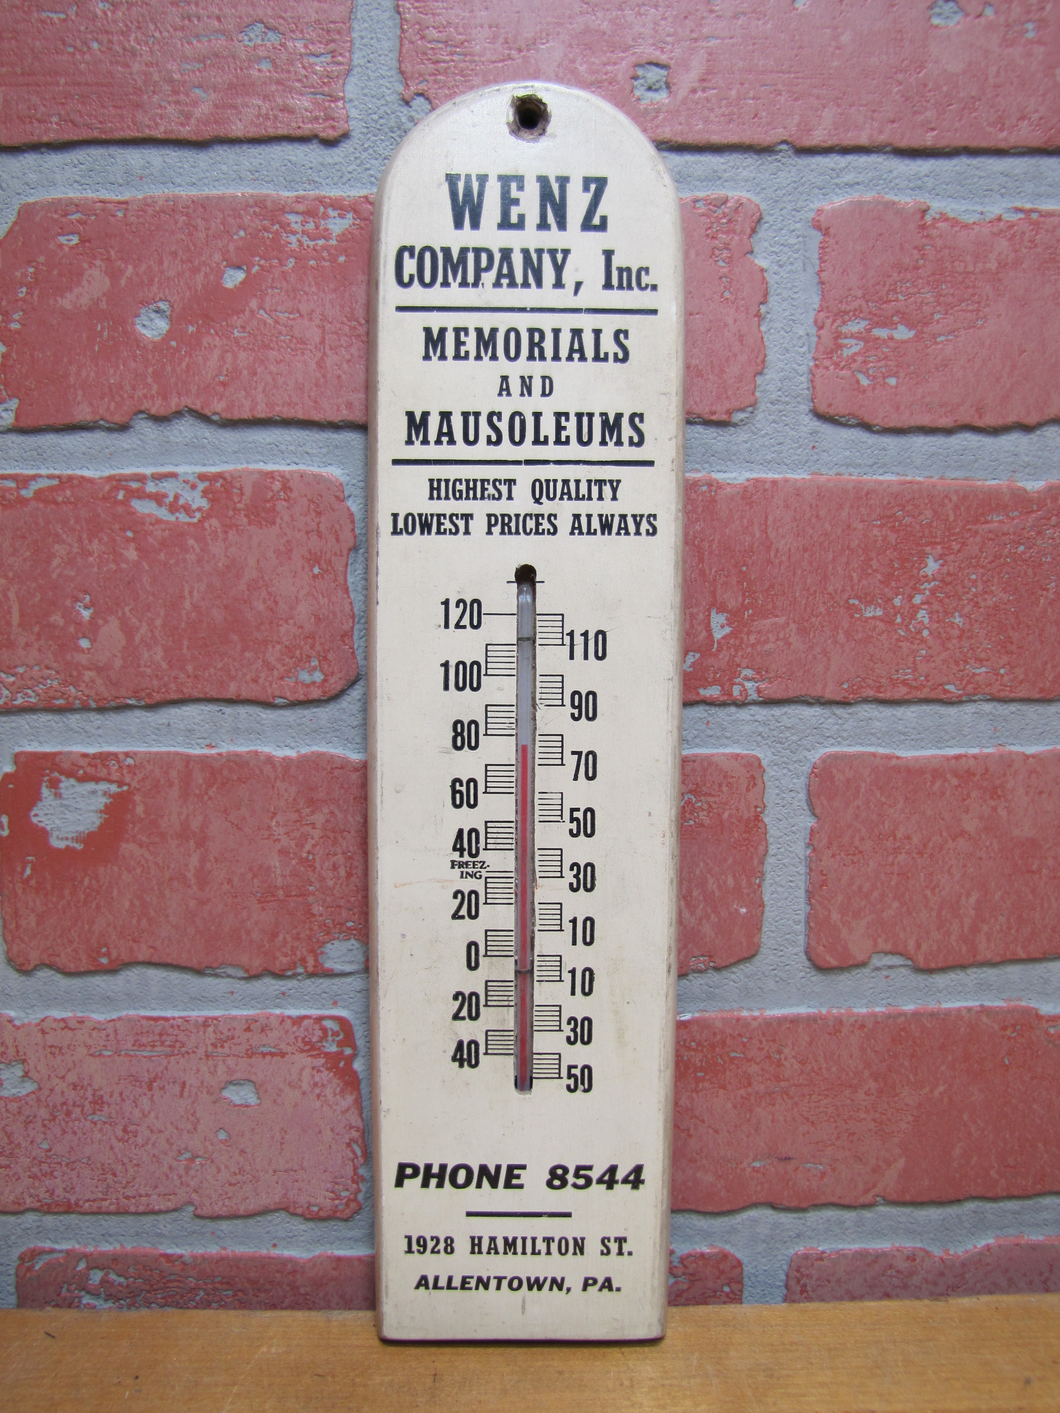 WENZ
COMPANY, Inc.
MEMORIALS
AND
MAUSOLEUMS
HIGHEST QUALITY
LOWEST PRICES ALWAYS
120
110
100
90
80
70
60
50
40
FREEZ-
ING
30
20
10
0
10
20
30
40
50
PHONE 8544
1928 HAMILTON ST.
ALLENTOWN, PA.